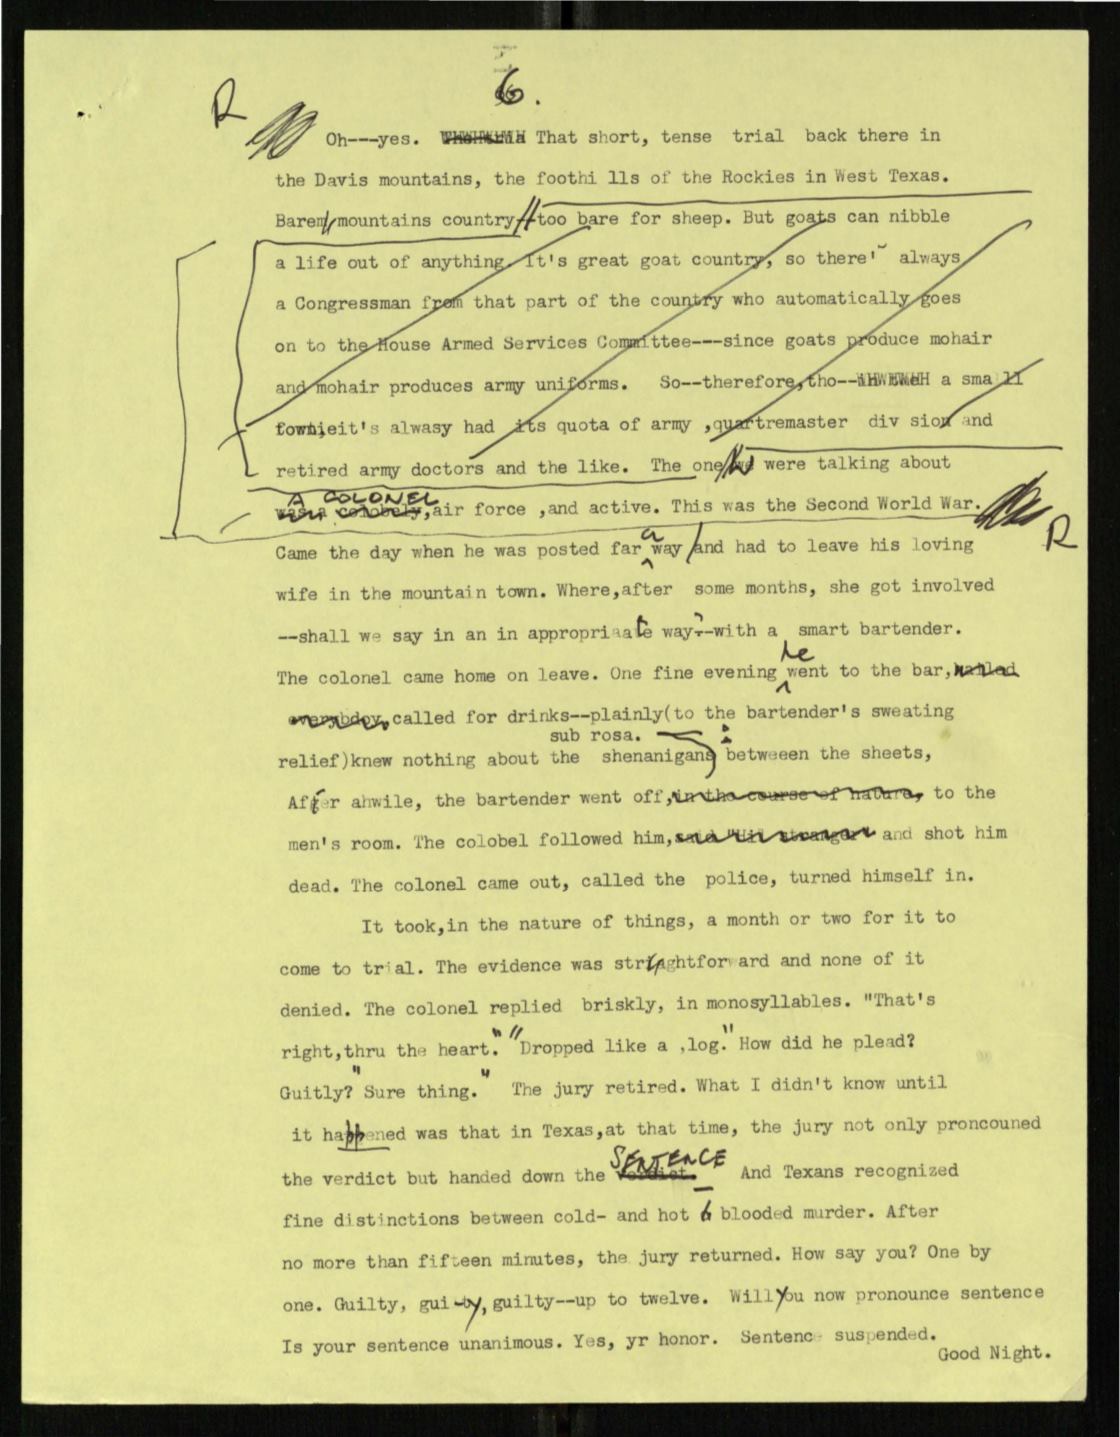 6.
R
Oh---yes. That short, tense trial back there in
the Davis mountains, the foothi lls of the Rockies in West Texas.
Barem mountains country--too bare for sheep. But goats can nibble
a life out of anything. It's great goat country, so there' always
a Congressman from that part of the country who automatically goes
on to the House Armed Services Committee---since goats produce mohair
and mohair produces army uniforms. So--therefore,tho-- a small
it's alwasy had its quota of army ,quartremaster div sion and
retired army doctors and the like. The one we were talking about
A COLONEL
was a colobely,air force ,and active. This was the Second World War.
R
Came the day when he was posted far a way and had to leave his loving
wife in the mountain town. Where,after some months, she got involved
--shall we say in an in appropriaate way---with a smart bartender.
he
The colonel came home on leave. One fine evening went to the bar,hailed
everybdoy, called for drinks--plainly(to the bartender's sweating
sub rosa.
relief)knew nothing about the shenanigans betweeen the sheets,
After ahwile, the bartender went off,in the course of nature, to the
men's room. The colobel followed him,said "Hi, stranger" and shot him
dead. The colonel came out, called the police, turned himself in.
It took,in the nature of things, a month or two for it to
come to trial. The evidence was striaghtforward and none of it
denied. The colonel replied briskly, in monosyllables. "That's
right,thru the heart." "Dropped like a ,log." How did he plead?
Guitly? "Sure thing." The jury retired. What I didn't know until
it happened was that in Texas,at that time, the jury not only proncouned
SENTENCE
the verdict but handed down the verdict. And Texans recognized
fine distinctions between cold- and hot - blooded murder. After
no more than fifteen minutes, the jury returned. How say you? One by
one. Guilty, guilty, guilty--up to twelve. Will you now pronounce sentence
Is your sentence unanimous. Yes, yr honor. Sentence suspended.
Good Night.